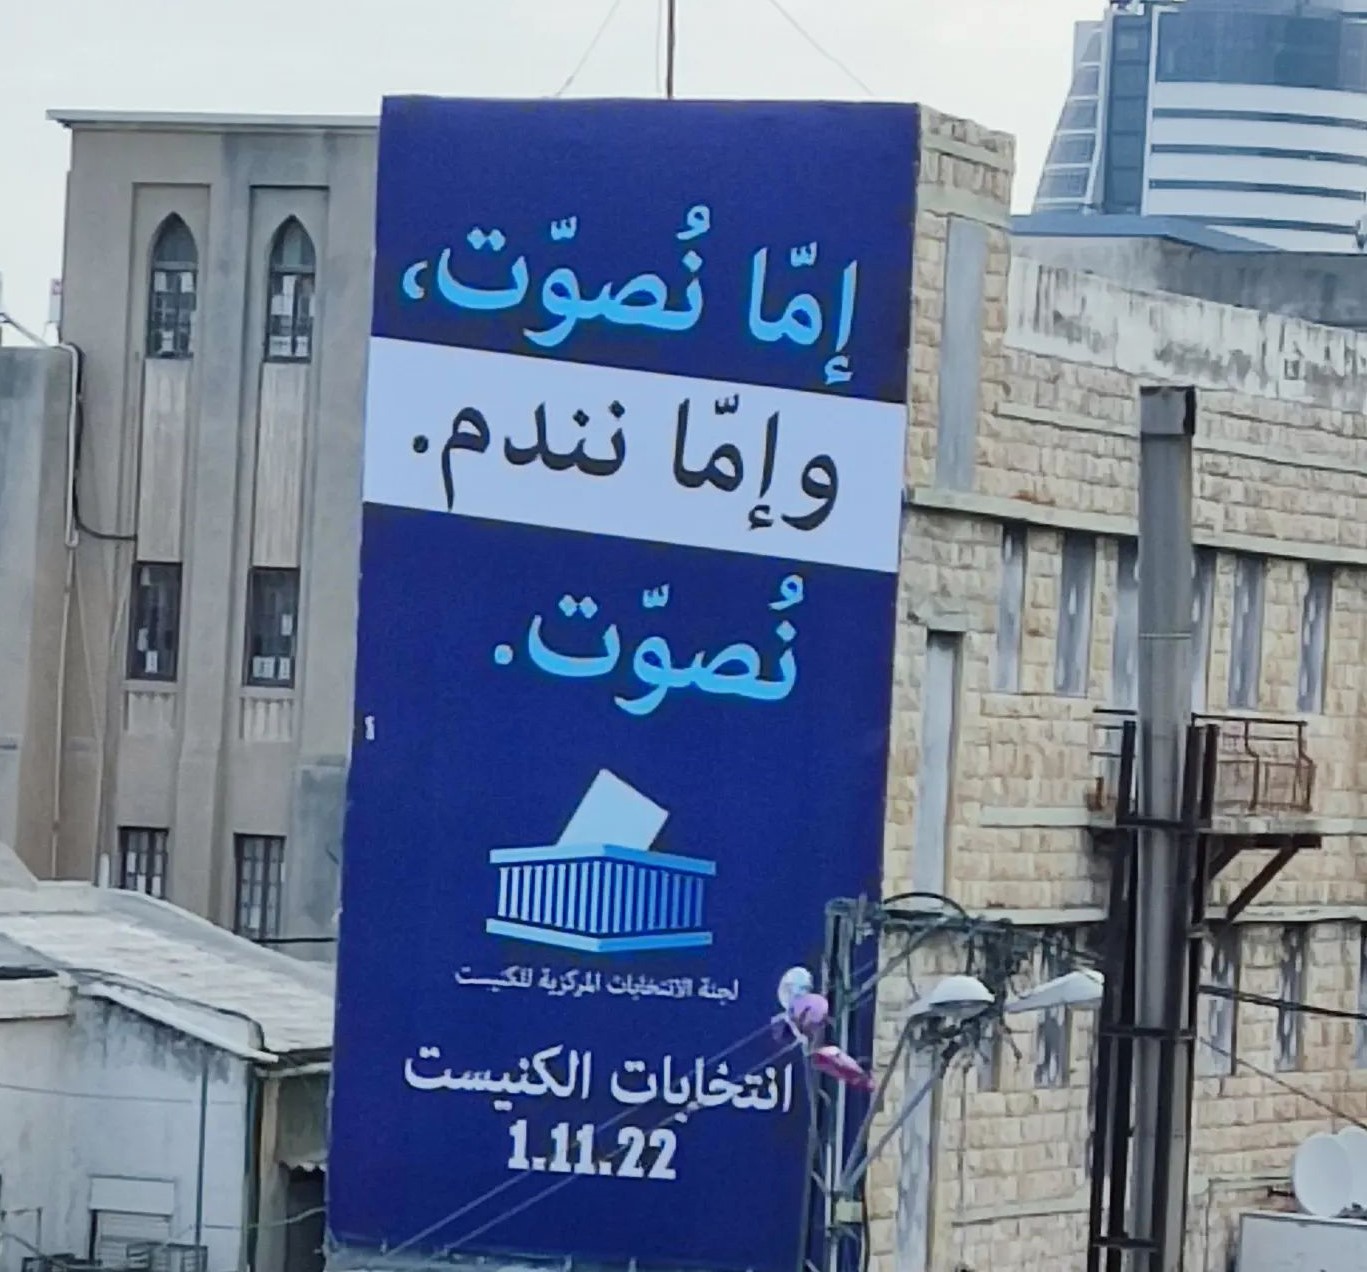 إمّا نُصوّت،
وإمّا نندم.
نُصوّت.
لجنة الانتخابات المركزية للكنيست
انتخابات الكنيست
1.11.22